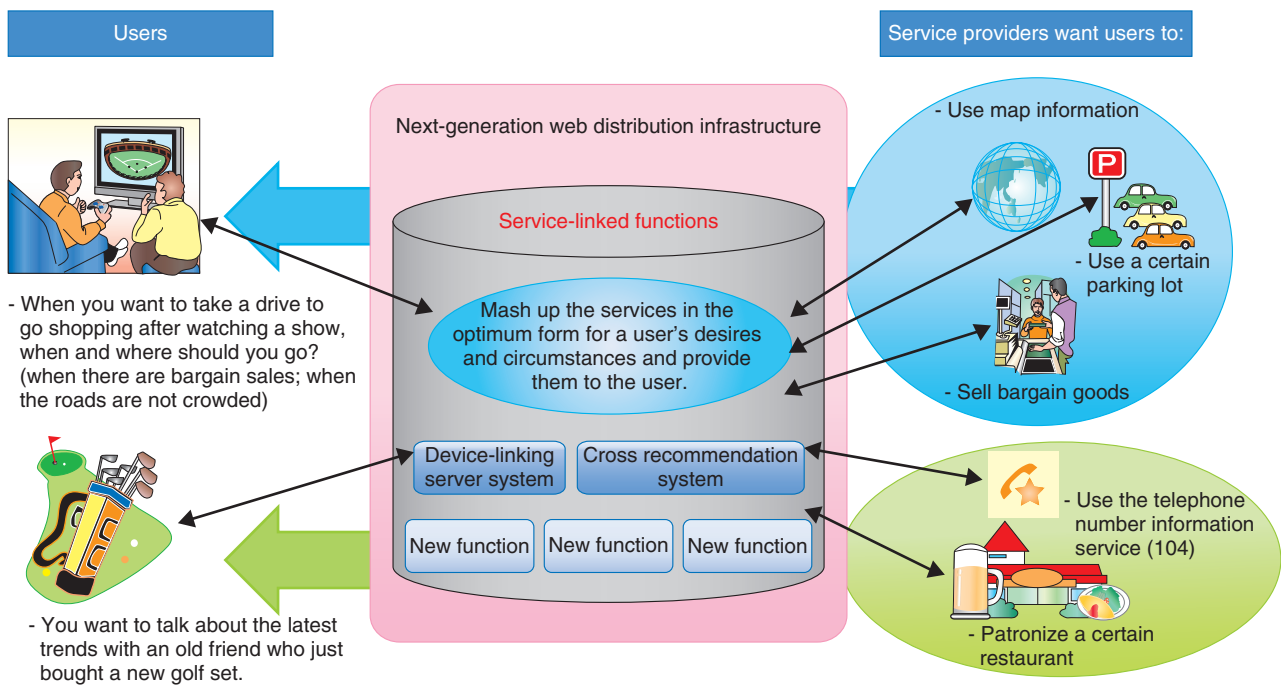 Users
Service providers want users to:
Next-generation web distribution infrastructure
Service-linked functions
Mash up the services in the
optimum form for a user's desires
and circumstances and provide
them to the user.
Device-linking
server system
Cross recommendation
system
New function
New function
New function
- When you want to take a drive to
go shopping after watching a show,
when and where should you go?
(when there are bargain sales; when
the roads are not crowded)
- You want to talk about the latest
trends with an old friend who just
bought a new golf set.
- Use map information
P
- Use a certain
parking lot
- Sell bargain goods
- Use the telephone
number information
service (104)
- Patronize a certain
restaurant